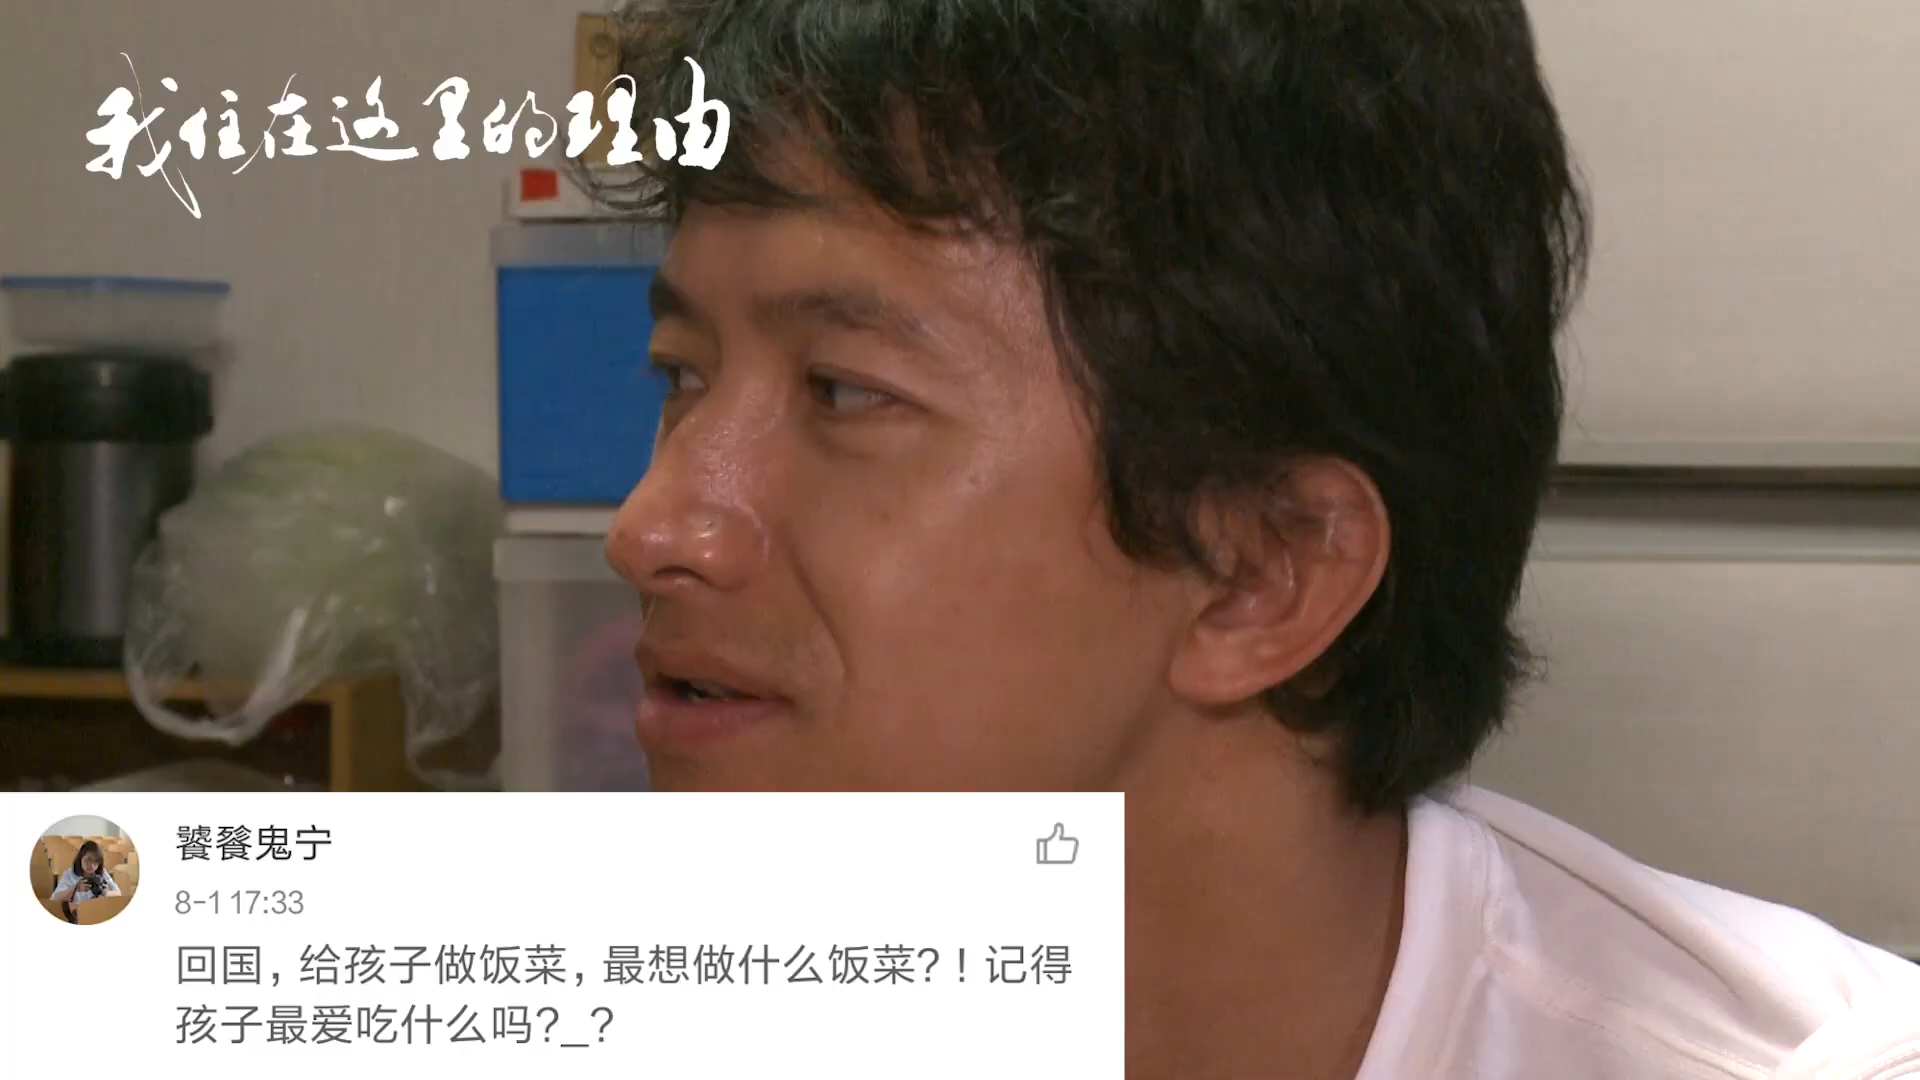 我住在这里的理由
饕餮鬼宁
8-1 17:33
回国，给孩子做饭菜，最想做什么饭菜？！记得
孩子最爱吃什么吗?_?